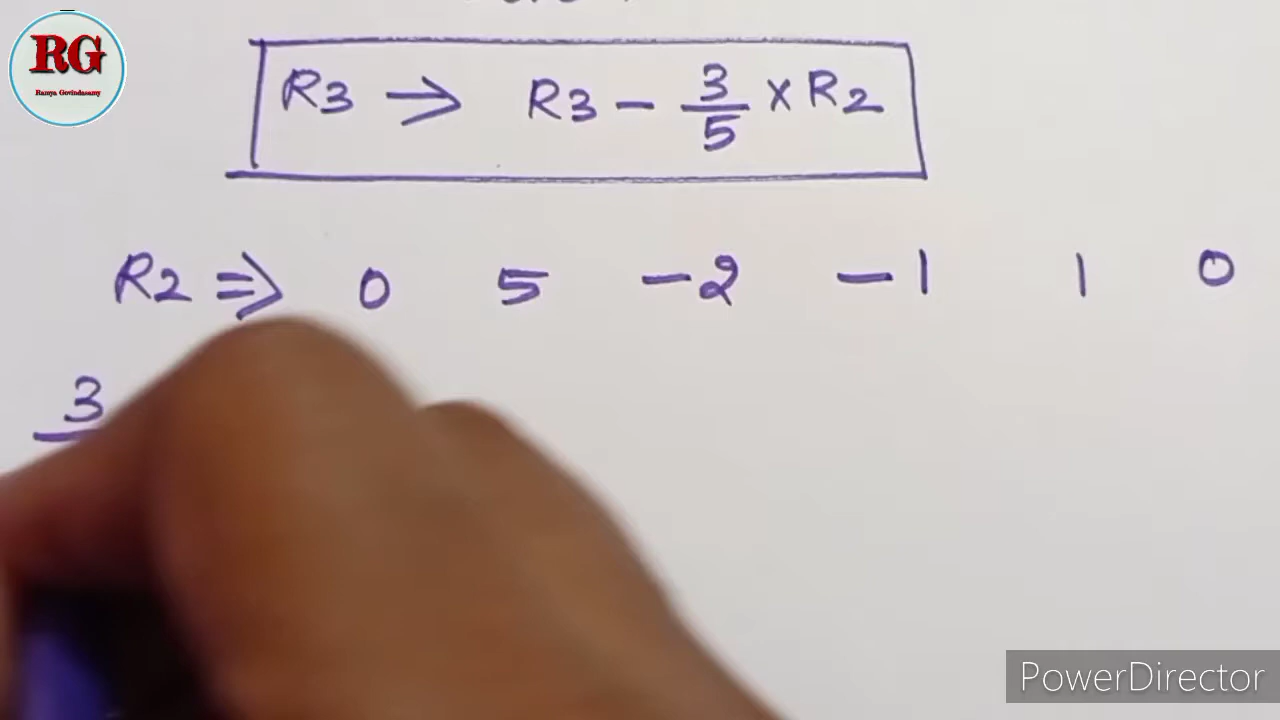 RG
Ramya Govindasamy
R3 → R3 - 3/5 × R2
R2 ⇒ 0 5 -2 -1 1 0
3
PowerDirector